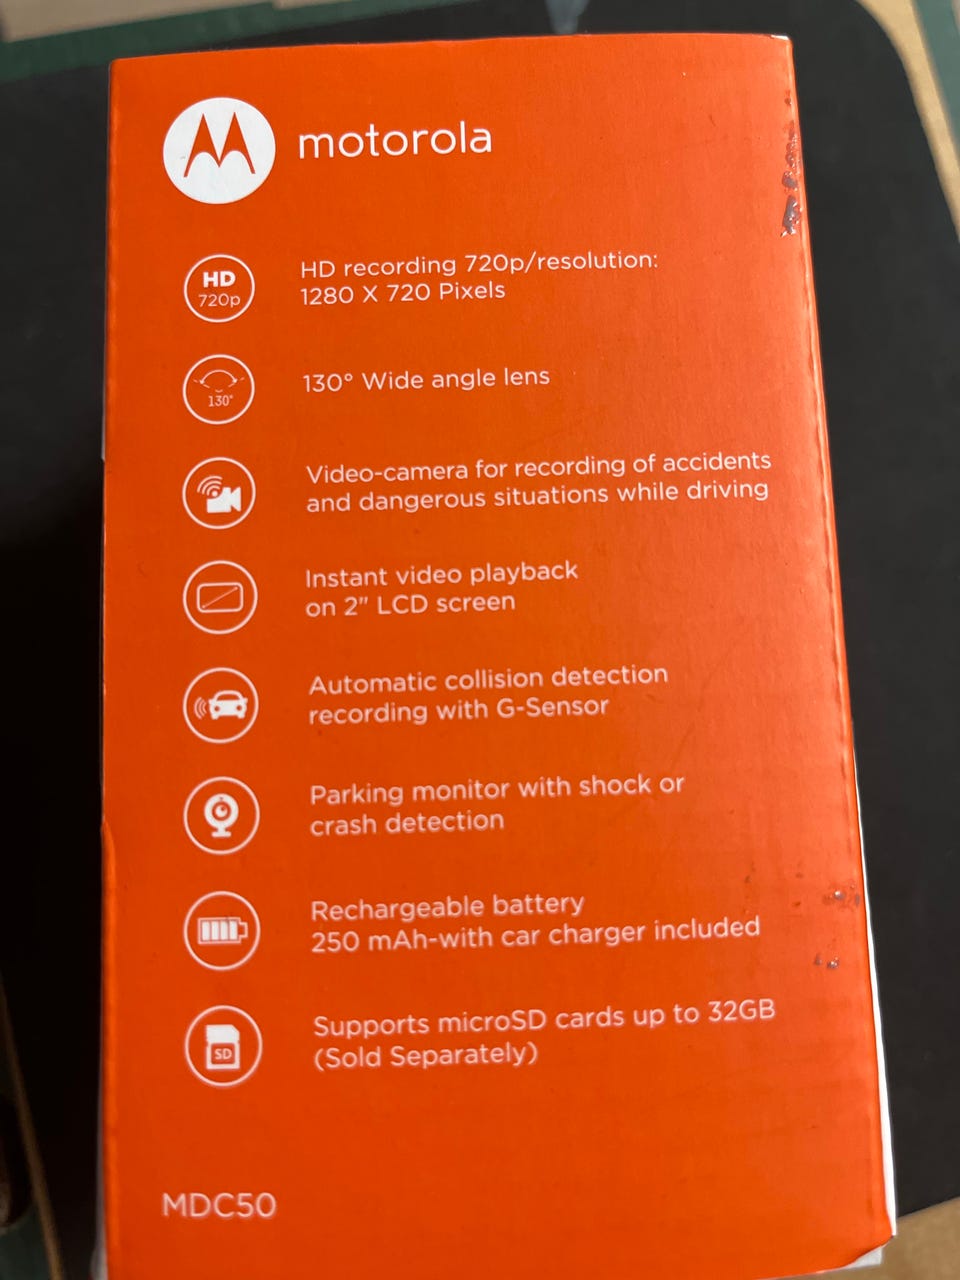 motorola
HD
720p
HD recording 720p/resolution:
1280 X 720 Pixels
130°
130° Wide angle lens
Video-camera for recording of accidents
and dangerous situations while driving
Instant video playback
on 2" LCD screen
Automatic collision detection
recording with G-Sensor
Parking monitor with shock or
crash detection
Rechargeable battery
250 mAh-with car charger included
SD
Supports microSD cards up to 32GB
(Sold Separately)
MDC50